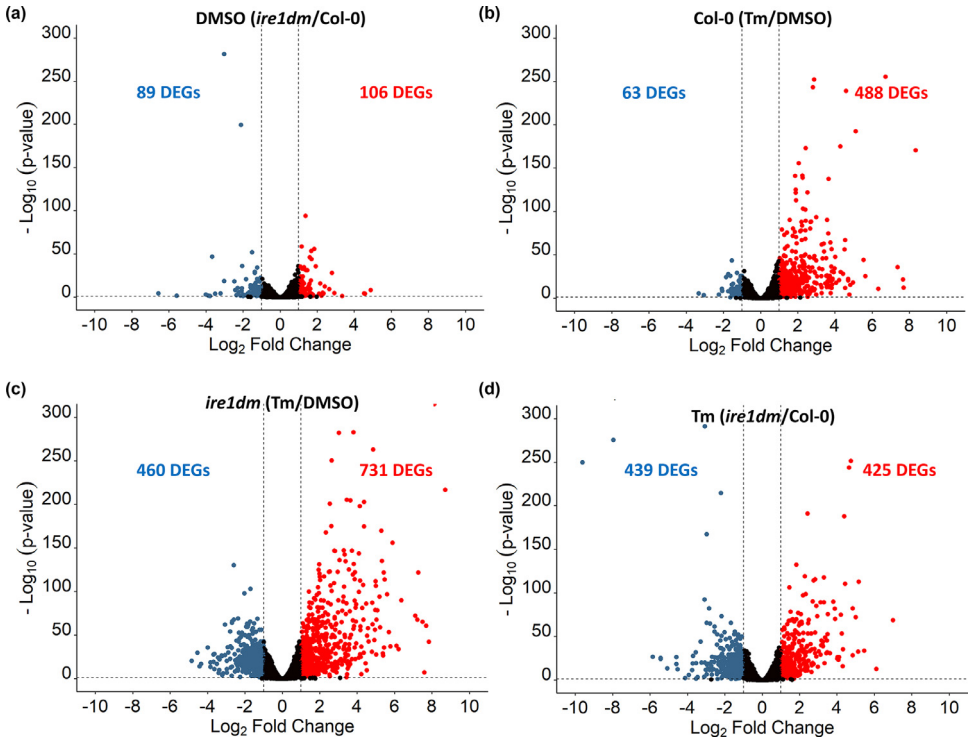 (a)
DMSO (ire1dm/Col-0)
300
250
200
150
100
50
0
89 DEGs
106 DEGs
- Log10 (p-value)
-10 -8 -6 -4 -2 0 2 4 6 8 10
Log2 Fold Change
(b)
Col-0 (Tm/DMSO)
300
250
200
150
100
50
0
63 DEGs
488 DEGs
- Log10 (p-value)
-10 -8 -6 -4 -2 0 2 4 6 8 10
Log2 Fold Change
(c)
ire1dm (Tm/DMSO)
300
250
200
150
100
50
0
460 DEGs
731 DEGs
- Log10 (p-value)
-10 -8 -6 -4 -2 0 2 4 6 8 10
Log2 Fold Change
(d)
Tm (ire1dm/Col-0)
300
250
200
150
100
50
0
439 DEGs
425 DEGs
- Log10 (p-value)
-10 -8 -6 -4 -2 0 2 4 6 8 10
Log2 Fold Change